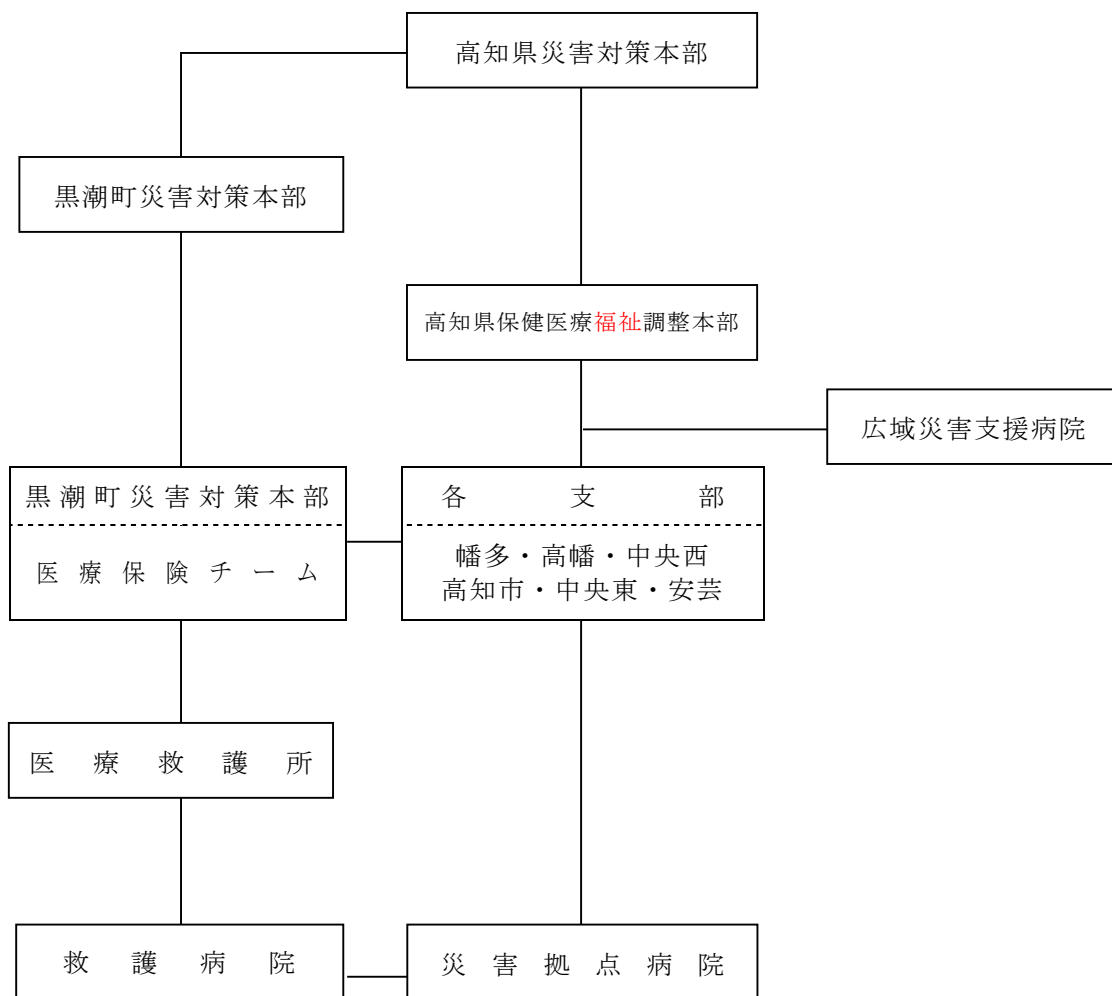 高知県災害対策本部
黒潮町災害対策本部
高知県保健医療福祉調整本部
広域災害支援病院
黒潮町災害対策本部
医療保険チーム
各支部
幡多・高幡・中央西
高知市・中央東・安芸
医療救護所
救護病院
災害拠点病院